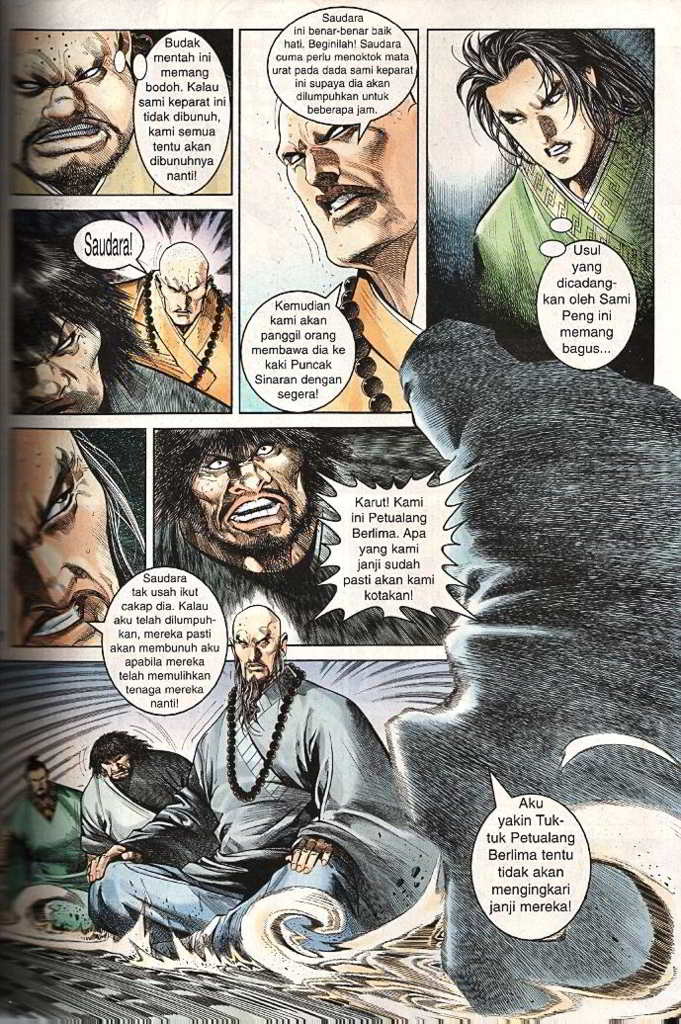 Budak
mentah ini
memang
bodoh. Kalau
sami keparat ini
tidak dibunuh,
kami semua
tentu akan
dibunuhnya
nanti!
Saudara
ini benar-benar baik
hati. Beginilah! Saudara
cuma perlu menoktok mata
urat pada dada sami keparat
ini supaya dia akan
dilumpuhkan untuk
beberapa jam.
Saudara!
Kemudian
kami akan
panggil orang
membawa dia ke
kaki Puncak
Sinaran dengan
segera!
Usul
yang
dicadang-
kan oleh Sami
Peng ini
memang
bagus...
Karut! Kami
ini Petualang
Berlima. Apa
yang kami
janji sudah
pasti akan kami
kotakan!
Saudara
tak usah ikut
cakap dia. Kalau
aku telah dilumpuh-
kan, mereka pasti
akan membunuh aku
apabila mereka
telah memulihkan
tenaga mereka
nanti!
Aku
yakin Tuk-
tuk Petualang
Berlima tentu
tidak akan
mengingkari
janji mereka!